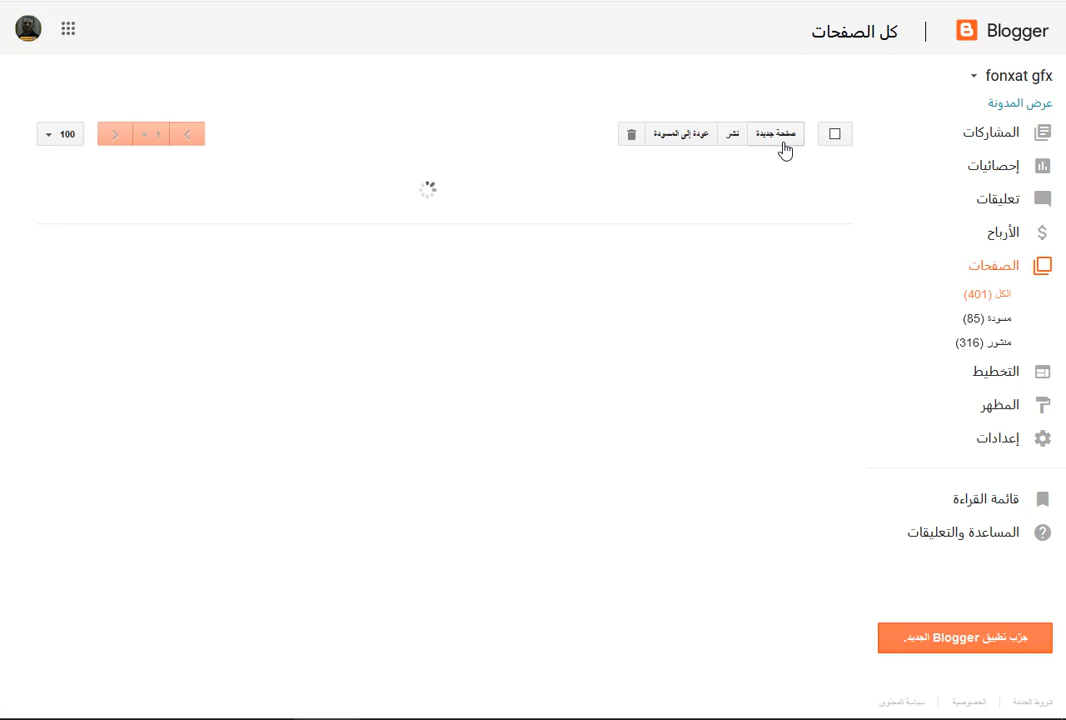 Blogger
كل الصفحات
fonxat gfx
عرض المدونة
المشاركات
إحصائيات
تعليقات
الأرباح
الصفحات
الكل (401)
مسودة (85)
منشور (316)
التخطيط
المظهر
إعدادات
قائمة القراءة
المساعدة والتعليقات
جرّب تطبيق Blogger الجديد.
شروط الخدمة
الخصوصية
سياسة المحتوى
صفحة جديدة
نشر
عودة إلى المسودة
1
100